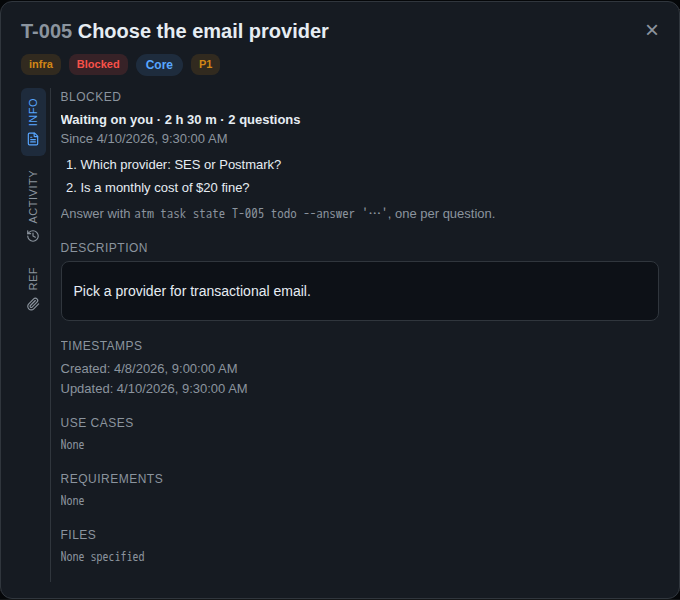 T-005 Choose the email provider
infra Blocked Core P1
INFO
ACTIVITY
REF
BLOCKED
Waiting on you · 2 h 30 m · 2 questions
Since 4/10/2026, 9:30:00 AM
1. Which provider: SES or Postmark?
2. Is a monthly cost of $20 fine?
Answer with atm task state T-005 todo --answer '…', one per question.
DESCRIPTION
Pick a provider for transactional email.
TIMESTAMPS
Created: 4/8/2026, 9:00:00 AM
Updated: 4/10/2026, 9:30:00 AM
USE CASES
None
REQUIREMENTS
None
FILES
None specified